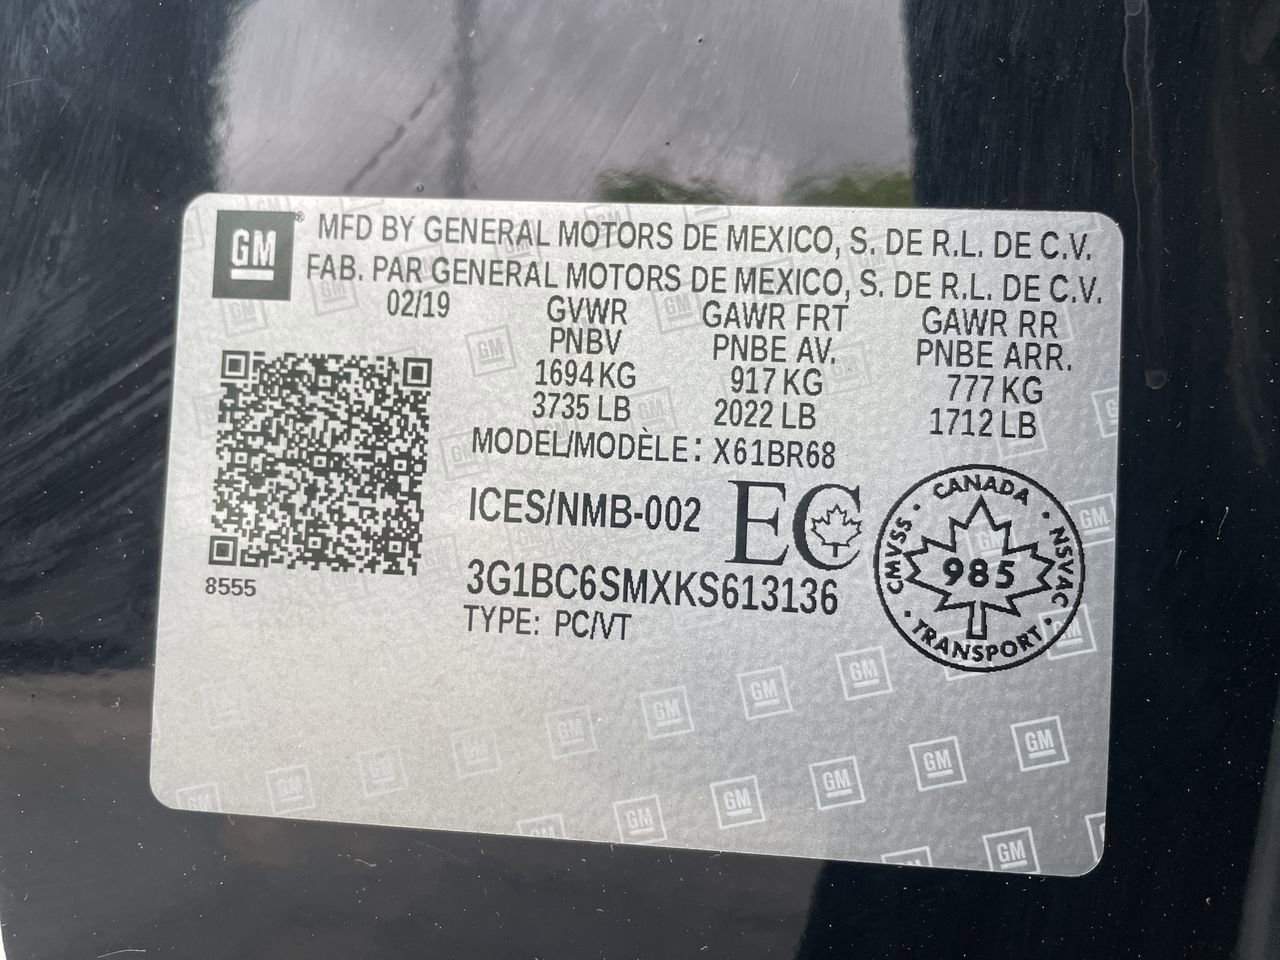 GM® MFD BY GENERAL MOTORS DE MEXICO, S. DE R.L. DE C.V.
FAB. PAR GENERAL MOTORS DE MEXICO, S. DE R.L. DE C.V.
02/19 GVWR GAWR FRT GAWR RR
PNBV PNBE AV. PNBE ARR.
1694 KG 917 KG 777 KG
3735 LB 2022 LB 1712 LB
MODEL/MODÈLE: X61BR68
ICES/NMB-002 EC
CANADA
CMVSS 985 NSVAC
TRANSPORT
8555
3G1BC6SMXKS613136
TYPE: PC/VT